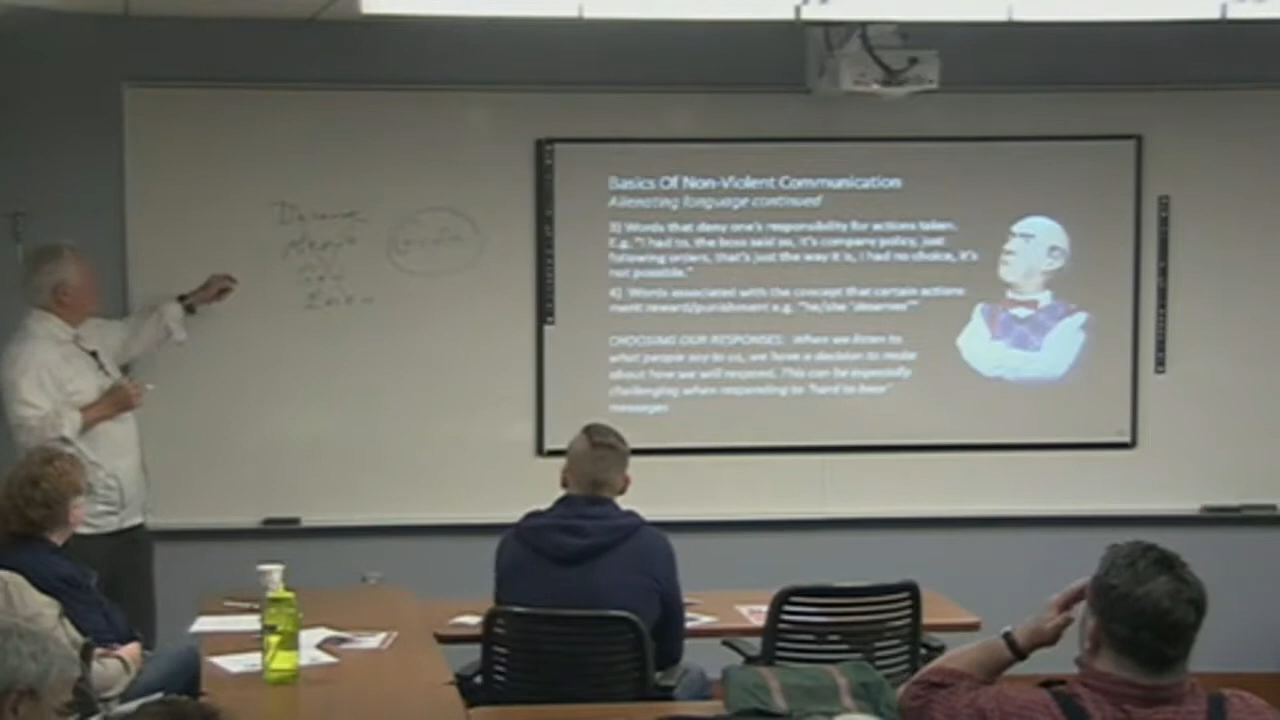 Basics Of Non-Violent Communication
Alienating language continued
3) Words that deny one's responsibility for actions taken.
E.g. "I had to, the boss said so, it's company policy, just
following orders, that's just the way it is, I had no choice, it's
not possible."
4) Words associated with the concept that certain actions
merit reward/punishment e.g. "he/she 'deserves'"
CHOOSING OUR RESPONSES: When we listen to
what people say to us, we have a decision to make
about how we will respond. This can be especially
challenging when responding to "hard to hear"
messages